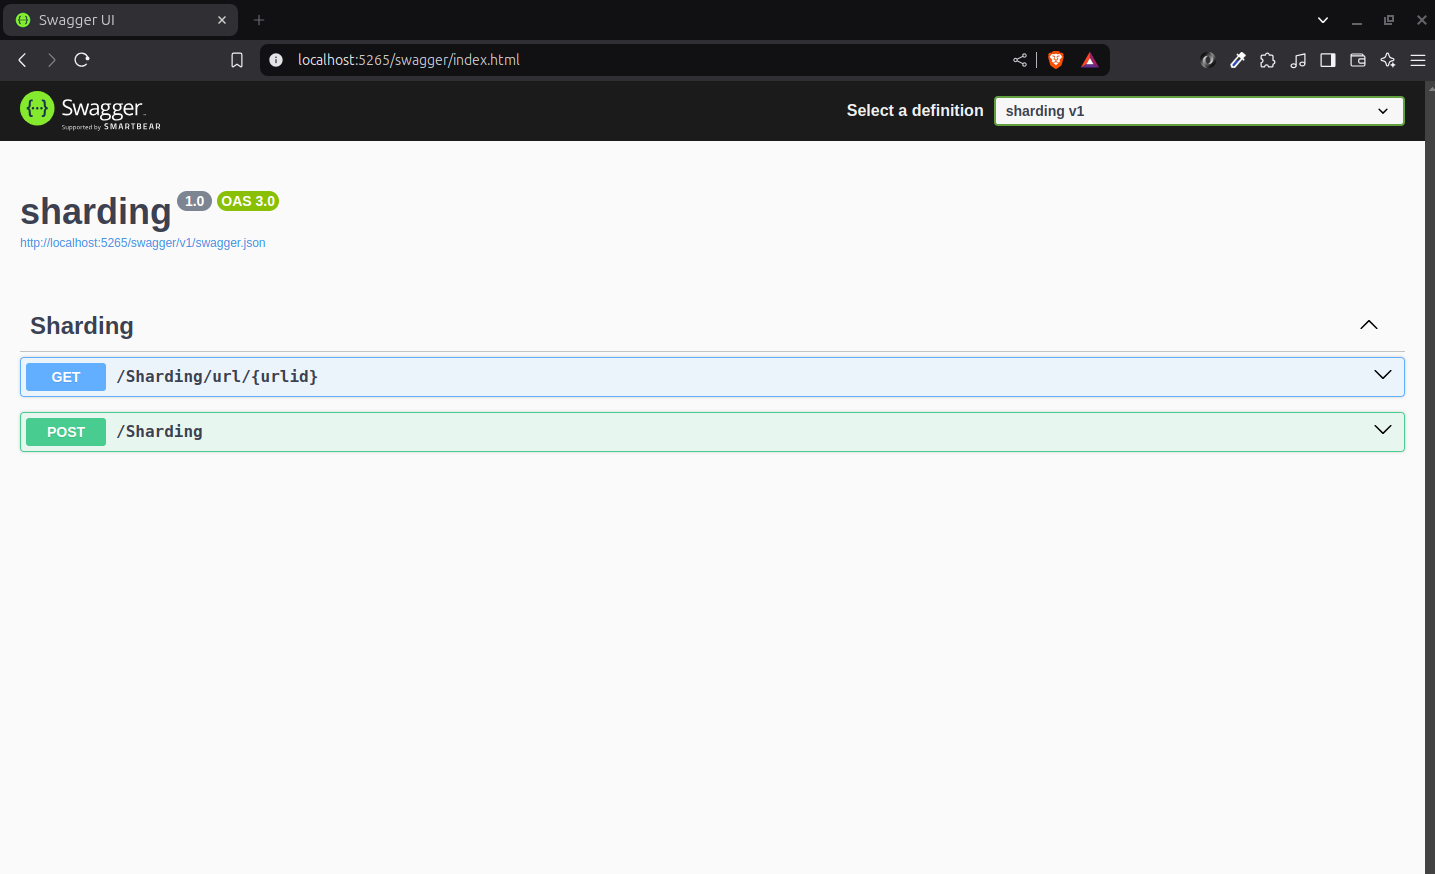 Swagger UI
localhost:5265/swagger/index.html
Swagger
Supported by SMARTBEAR
Select a definition
sharding v1
sharding 1.0 OAS 3.0
http://localhost:5265/swagger/v1/swagger.json
Sharding
GET /Sharding/url/{urlid}
POST /Sharding